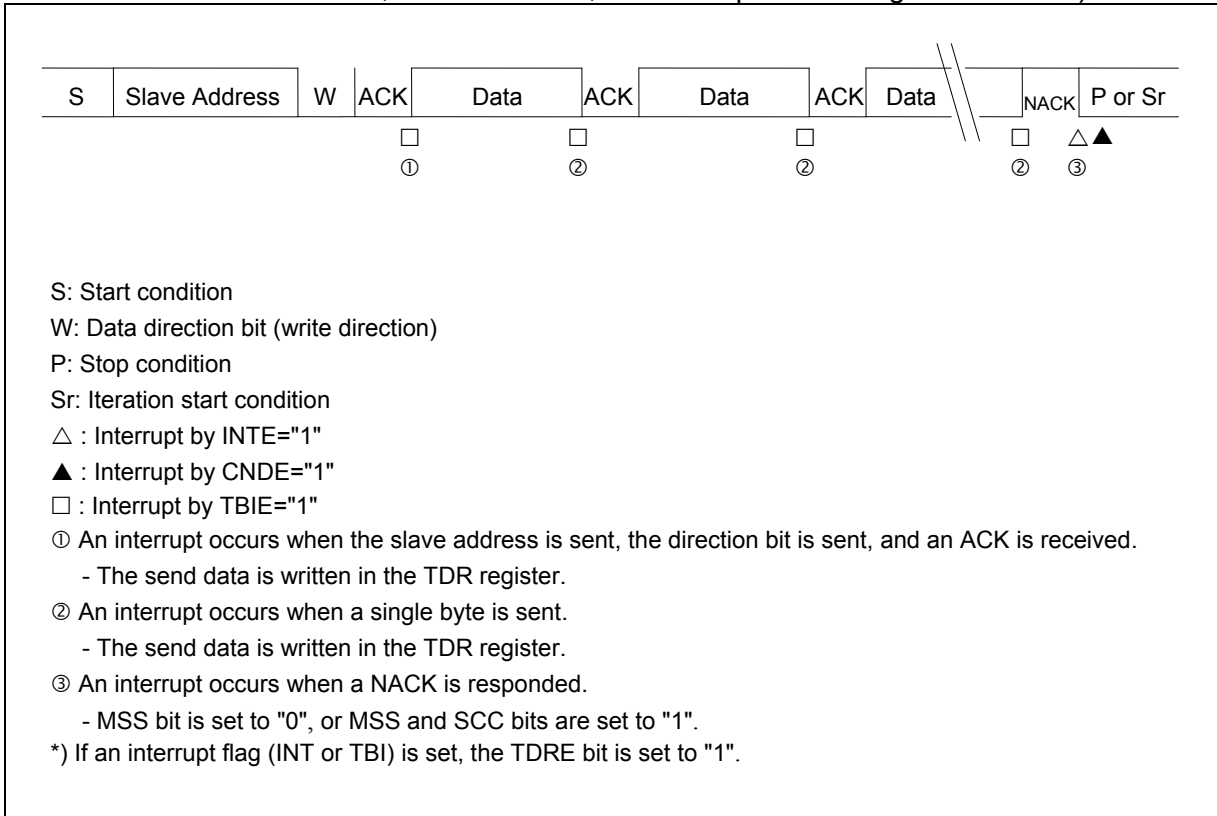 S Slave Address W ACK Data ACK Data ACK Data NACK P or Sr
□ □ □ □ △ ▲
① ② ② ② ③
S: Start condition
W: Data direction bit (write direction)
P: Stop condition
Sr: Iteration start condition
△ : Interrupt by INTE="1"
▲ : Interrupt by CNDE="1"
□ : Interrupt by TBIE="1"
① An interrupt occurs when the slave address is sent, the direction bit is sent, and an ACK is received.
- The send data is written in the TDR register.
② An interrupt occurs when a single byte is sent.
- The send data is written in the TDR register.
③ An interrupt occurs when a NACK is responded.
- MSS bit is set to "0", or MSS and SCC bits are set to "1".
*) If an interrupt flag (INT or TBI) is set, the TDRE bit is set to "1".